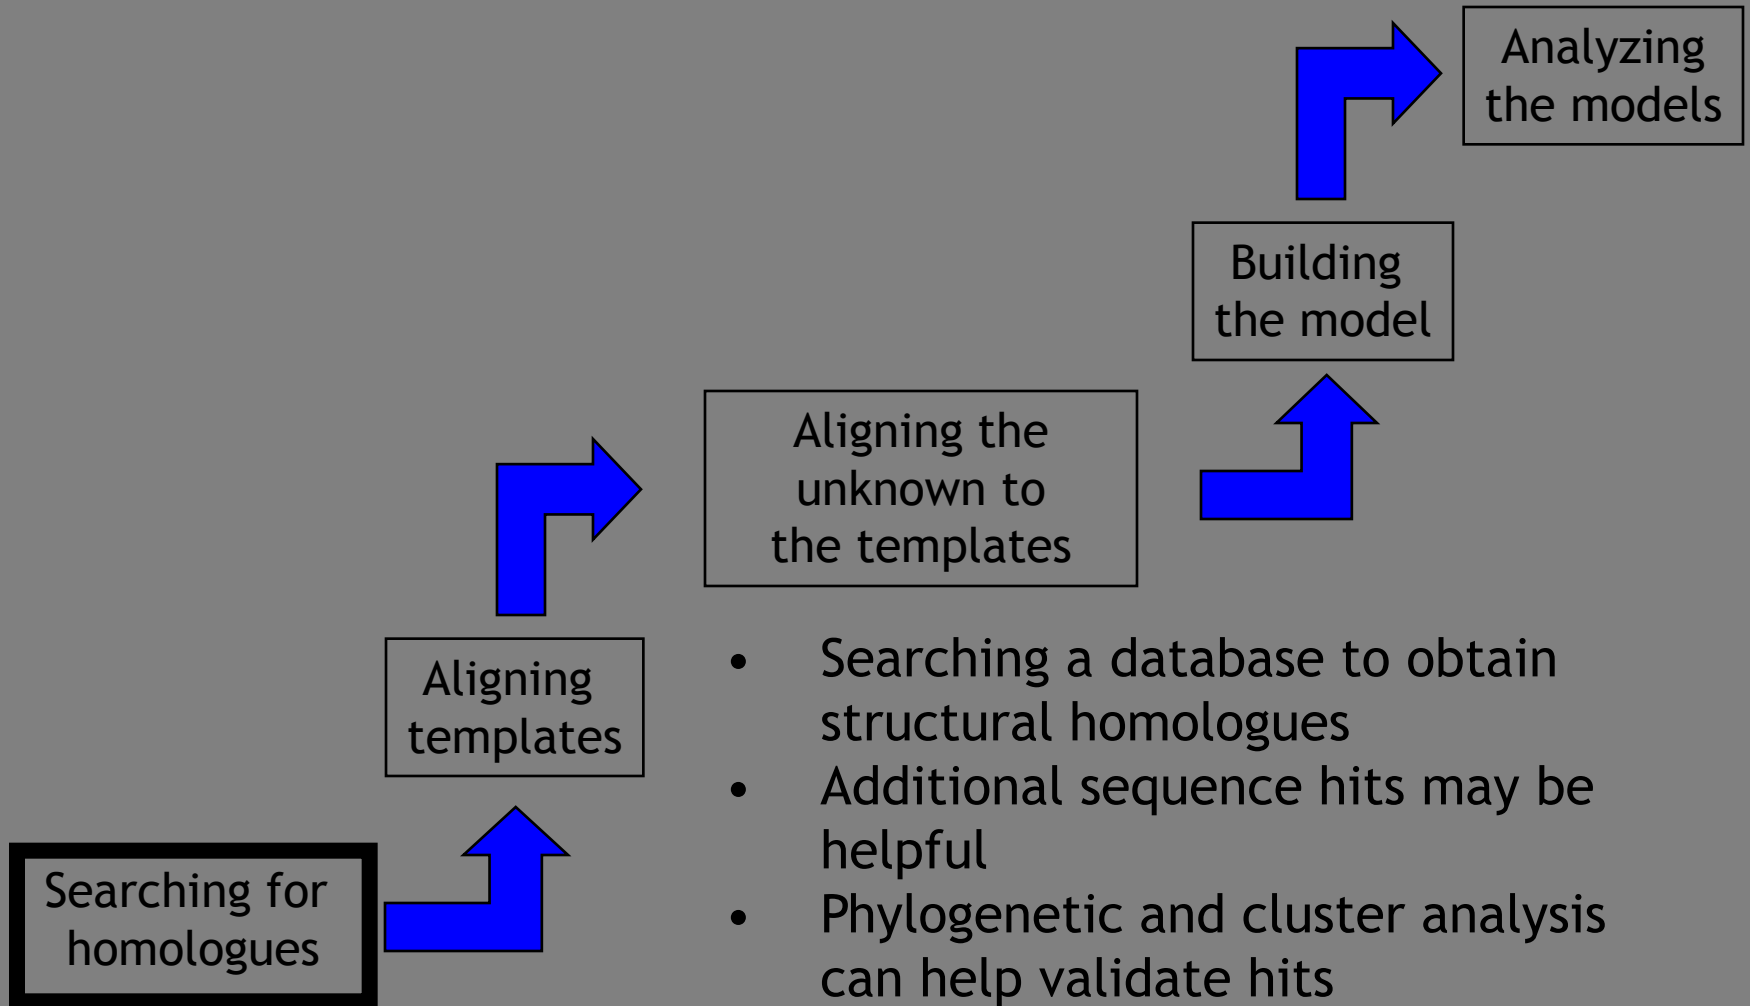 Analyzing
the models
Building
the model
Aligning the
unknown to
the templates
Aligning
templates
Searching for
homologues
• Searching a database to obtain
structural homologues
• Additional sequence hits may be
helpful
• Phylogenetic and cluster analysis
can help validate hits